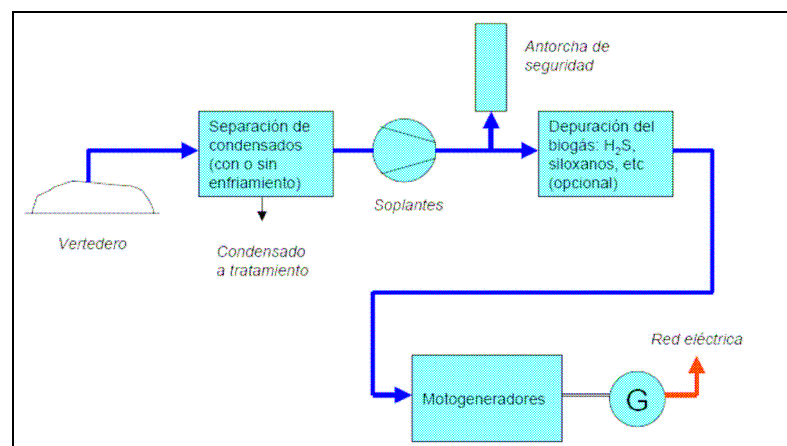 Antorcha de
seguridad
Separación de
condensados
(con o sin
enfriamiento)
Depuración del
biogás: H₂S,
siloxanos, etc
(opcional)
Soplantes
Vertedero
Condensado
a tratamiento
Red eléctrica
Motogeneradores
G